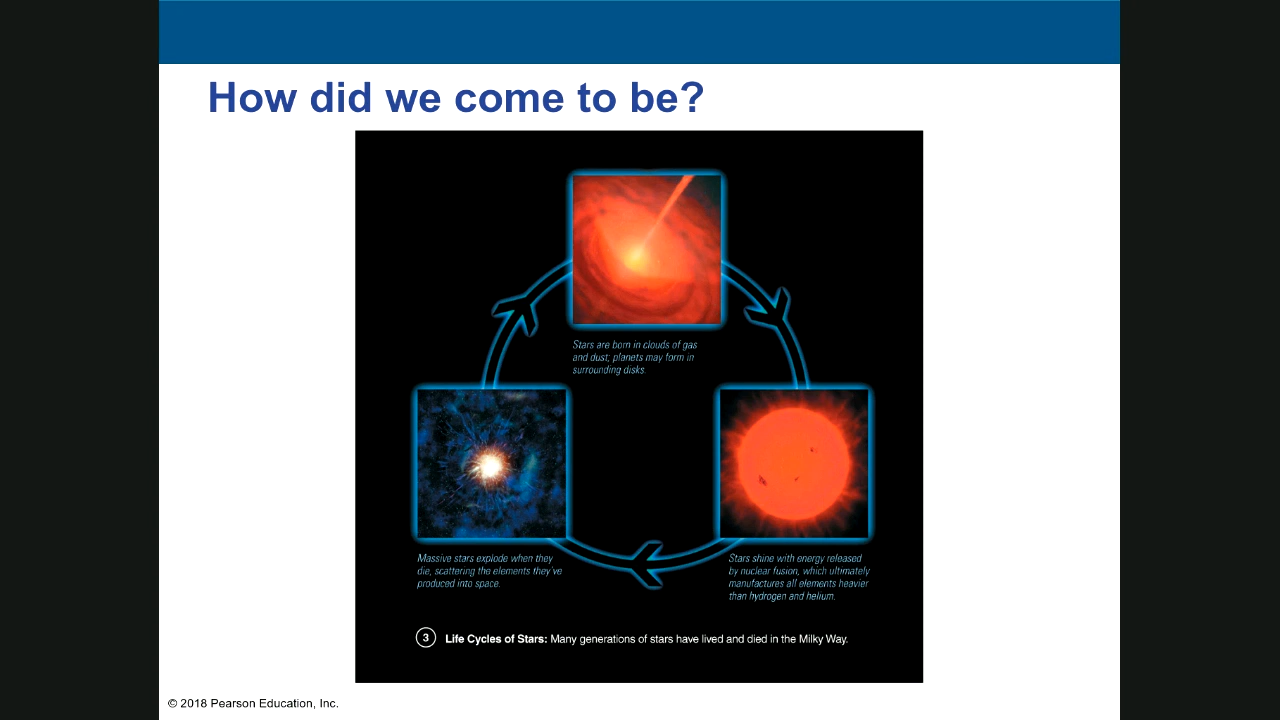 How did we come to be?
Stars are born in clouds of gas
and dust; planets may form in
surrounding disks.
Massive stars explode when they
die, scattering the elements they've
produced into space.
Stars shine with energy released
by nuclear fusion, which ultimately
manufactures all elements heavier
than hydrogen and helium.
3 Life Cycles of Stars: Many generations of stars have lived and died in the Milky Way.
© 2018 Pearson Education, Inc.